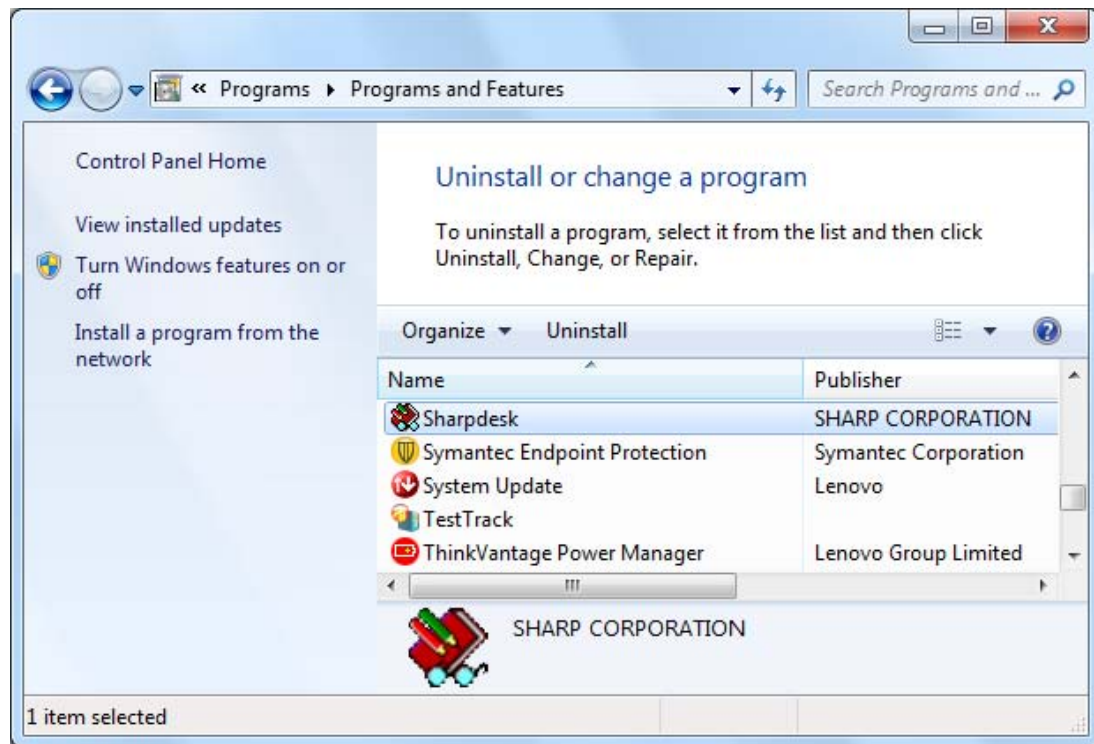 « Programs ▸ Programs and Features
Search Programs and ...
Control Panel Home
View installed updates
Turn Windows features on or
off
Install a program from the
network
Uninstall or change a program
To uninstall a program, select it from the list and then click
Uninstall, Change, or Repair.
Organize Uninstall
Name Publisher
Sharpdesk SHARP CORPORATION
Symantec Endpoint Protection Symantec Corporation
System Update Lenovo
TestTrack
ThinkVantage Power Manager Lenovo Group Limited
SHARP CORPORATION
1 item selected